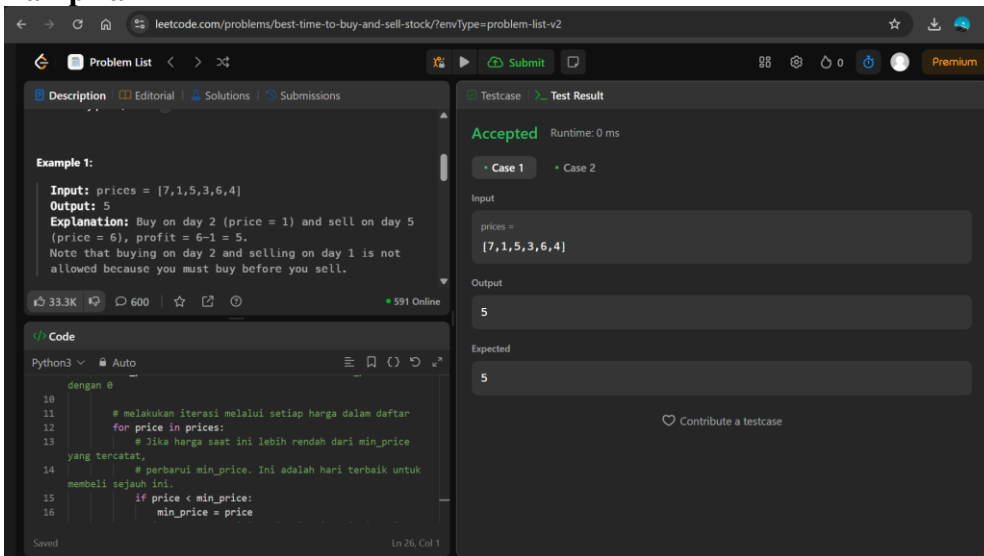 leetcode.com/problems/best-time-to-buy-and-sell-stock/?envType=problem-list-v2
Problem List
Submit
0
Premium
Description
Editorial
Solutions
Submissions
Example 1:
Input: prices = [7,1,5,3,6,4]
Output: 5
Explanation: Buy on day 2 (price = 1) and sell on day 5
(price = 6), profit = 6-1 = 5.
Note that buying on day 2 and selling on day 1 is not
allowed because you must buy before you sell.
33.3K
600
591 Online
</> Code
Python3
Auto
dengan 0
10
11 # melakukan iterasi melalui setiap harga dalam daftar
12 for price in prices:
13 # Jika harga saat ini lebih rendah dari min_price
yang tercatat,
14 # perbarui min_price. Ini adalah hari terbaik untuk
membeli sejauh ini.
15 if price < min_price:
16 min_price = price
Saved
Ln 26, Col 1
Testcase
>_ Test Result
Accepted Runtime: 0 ms
• Case 1 • Case 2
Input
prices =
[7,1,5,3,6,4]
Output
5
Expected
5
Contribute a testcase